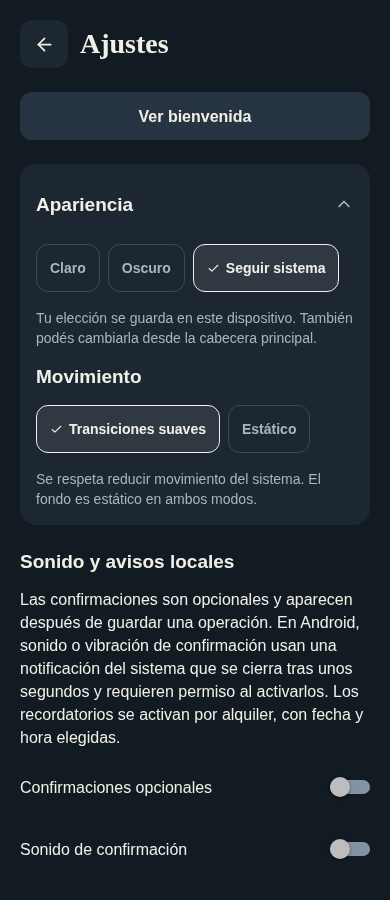 Ajustes
Ver bienvenida
Apariencia
Claro
Oscuro
Seguir sistema
Tu elección se guarda en este dispositivo. También
podés cambiarla desde la cabecera principal.
Movimiento
Transiciones suaves
Estático
Se respeta reducir movimiento del sistema. El
fondo es estático en ambos modos.
Sonido y avisos locales
Las confirmaciones son opcionales y aparecen
después de guardar una operación. En Android,
sonido o vibración de confirmación usan una
notificación del sistema que se cierra tras unos
segundos y requieren permiso al activarlos. Los
recordatorios se activan por alquiler, con fecha y
hora elegidas.
Confirmaciones opcionales
Sonido de confirmación